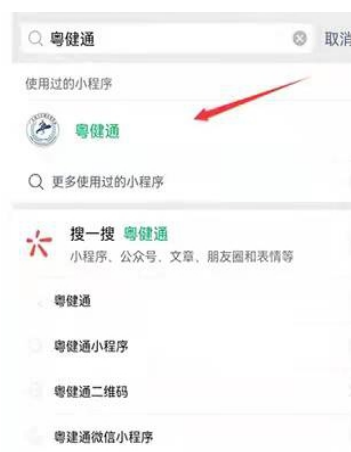 粤健通
取消
使用过的小程序
粤健通
更多使用过的小程序
搜一搜 粤健通
小程序、公众号、文章、朋友圈和表情等
粤健通
粤健通小程序
粤健通二维码
粤建通微信小程序